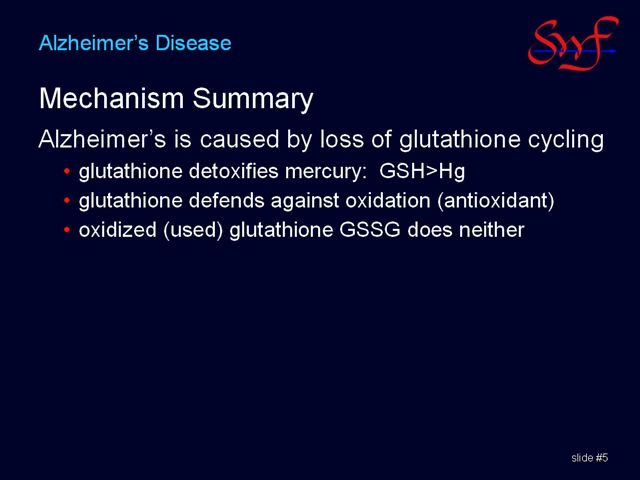 Alzheimer's Disease
SWF
Mechanism Summary
Alzheimer's is caused by loss of glutathione cycling
• glutathione detoxifies mercury:  GSH>Hg
• glutathione defends against oxidation (antioxidant)
• oxidized (used) glutathione GSSG does neither
slide #5